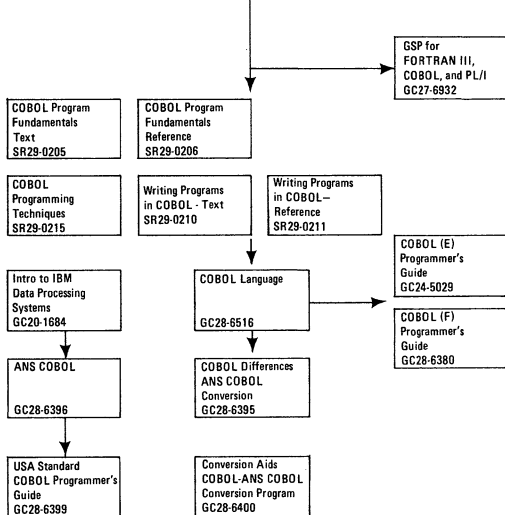 GSP for
FORTRAN III,
COBOL, and PL/I
GC27-6932
COBOL Program
Fundamentals
Text
SR29-0205
COBOL Program
Fundamentals
Reference
SR29-0206
COBOL
Programming
Techniques
SR29-0215
Writing Programs
in COBOL - Text
SR29-0210
Writing Programs
in COBOL—
Reference
SR29-0211
COBOL (E)
Programmer's
Guide
GC24-5029
Intro to IBM
Data Processing
Systems
GC20-1684
COBOL Language
GC28-6516
COBOL (F)
Programmer's
Guide
GC28-6380
ANS COBOL
GC28-6396
COBOL Differences
ANS COBOL
Conversion
GC28-6395
USA Standard
COBOL Programmer's
Guide
GC28-6399
Conversion Aids
COBOL-ANS COBOL
Conversion Program
GC28-6400